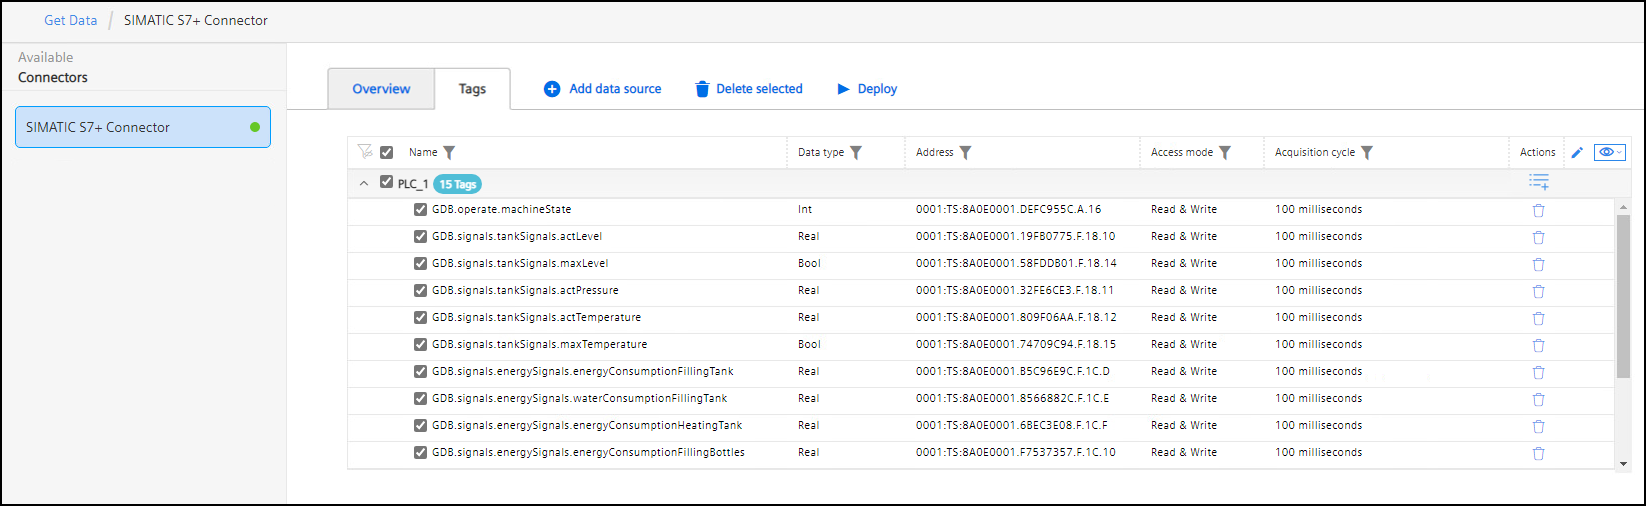 Get Data / SIMATIC S7+ Connector
Available
Connectors
SIMATIC S7+ Connector
Overview Tags Add data source Delete selected Deploy
Name Data type Address Access mode Acquisition cycle Actions
PLC_1 15 Tags
GDB.operate.machineState Int 0001:TS:8A0E0001.DEFC955C.A.16 Read & Write 100 milliseconds
GDB.signals.tankSignals.actLevel Real 0001:TS:8A0E0001.19FB0775.F.18.10 Read & Write 100 milliseconds
GDB.signals.tankSignals.maxLevel Bool 0001:TS:8A0E0001.58FDDB01.F.18.14 Read & Write 100 milliseconds
GDB.signals.tankSignals.actPressure Real 0001:TS:8A0E0001.32FE6CE3.F.18.11 Read & Write 100 milliseconds
GDB.signals.tankSignals.actTemperature Real 0001:TS:8A0E0001.809F06AA.F.18.12 Read & Write 100 milliseconds
GDB.signals.tankSignals.maxTemperature Bool 0001:TS:8A0E0001.74709C94.F.18.15 Read & Write 100 milliseconds
GDB.signals.energySignals.energyConsumptionFillingTank Real 0001:TS:8A0E0001.B5C96E9C.F.1C.D Read & Write 100 milliseconds
GDB.signals.energySignals.waterConsumptionFillingTank Real 0001:TS:8A0E0001.8566882C.F.1C.E Read & Write 100 milliseconds
GDB.signals.energySignals.energyConsumptionHeatingTank Real 0001:TS:8A0E0001.6BEC3E08.F.1C.F Read & Write 100 milliseconds
GDB.signals.energySignals.energyConsumptionFillingBottles Real 0001:TS:8A0E0001.F7537357.F.1C.10 Read & Write 100 milliseconds